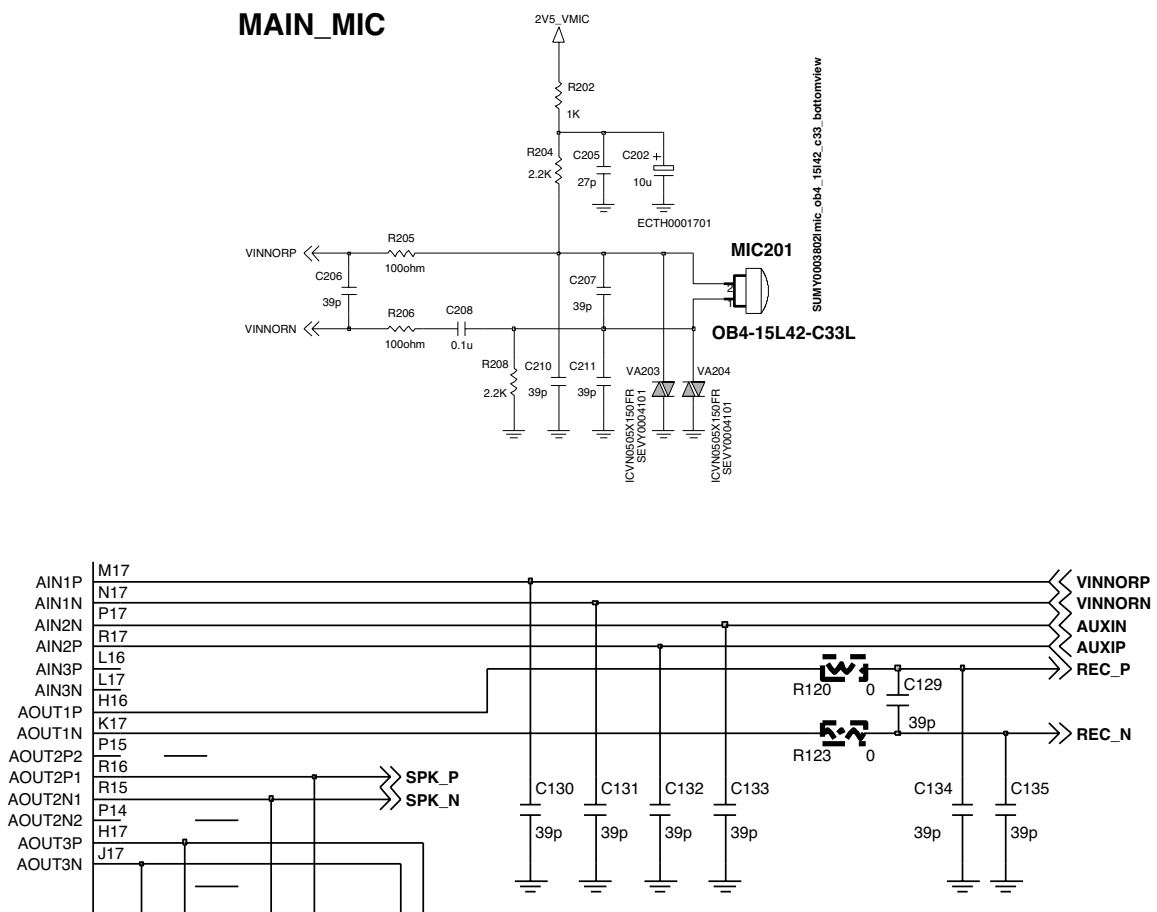 MAIN_MIC
2V5_VMIC
R202
1K
R204
2.2K
C205
27p
C202
+
10u
ECTH0001701
SUMY0003802lmic_ob4_15l42_c33_bottomview
VINNORP
R205
100ohm
C206
39p
C207
39p
MIC201
2
1
OB4-15L42-C33L
VINNORN
R206
100ohm
C208
0.1u
R208
2.2K
C210
39p
C211
39p
VA203
ICVN0505X150FR
SEVY0004101
VA204
ICVN0505X150FR
SEVY0004101
AIN1P M17 VINNORP
AIN1N N17 VINNORN
AIN2N P17 AUXIN
AIN2P R17 AUXIP
AIN3P L16 REC_P
AIN3N L17
R120 0
C129
39p
AOUT1P H16
AOUT1N K17 REC_N
R123 0
AOUT2P2 P15
AOUT2P1 R16 SPK_P
AOUT2N1 R15 SPK_N
AOUT2N2 P14
AOUT3P H17
AOUT3N J17
C130 C131 C132 C133 C134 C135
39p 39p 39p 39p 39p 39p